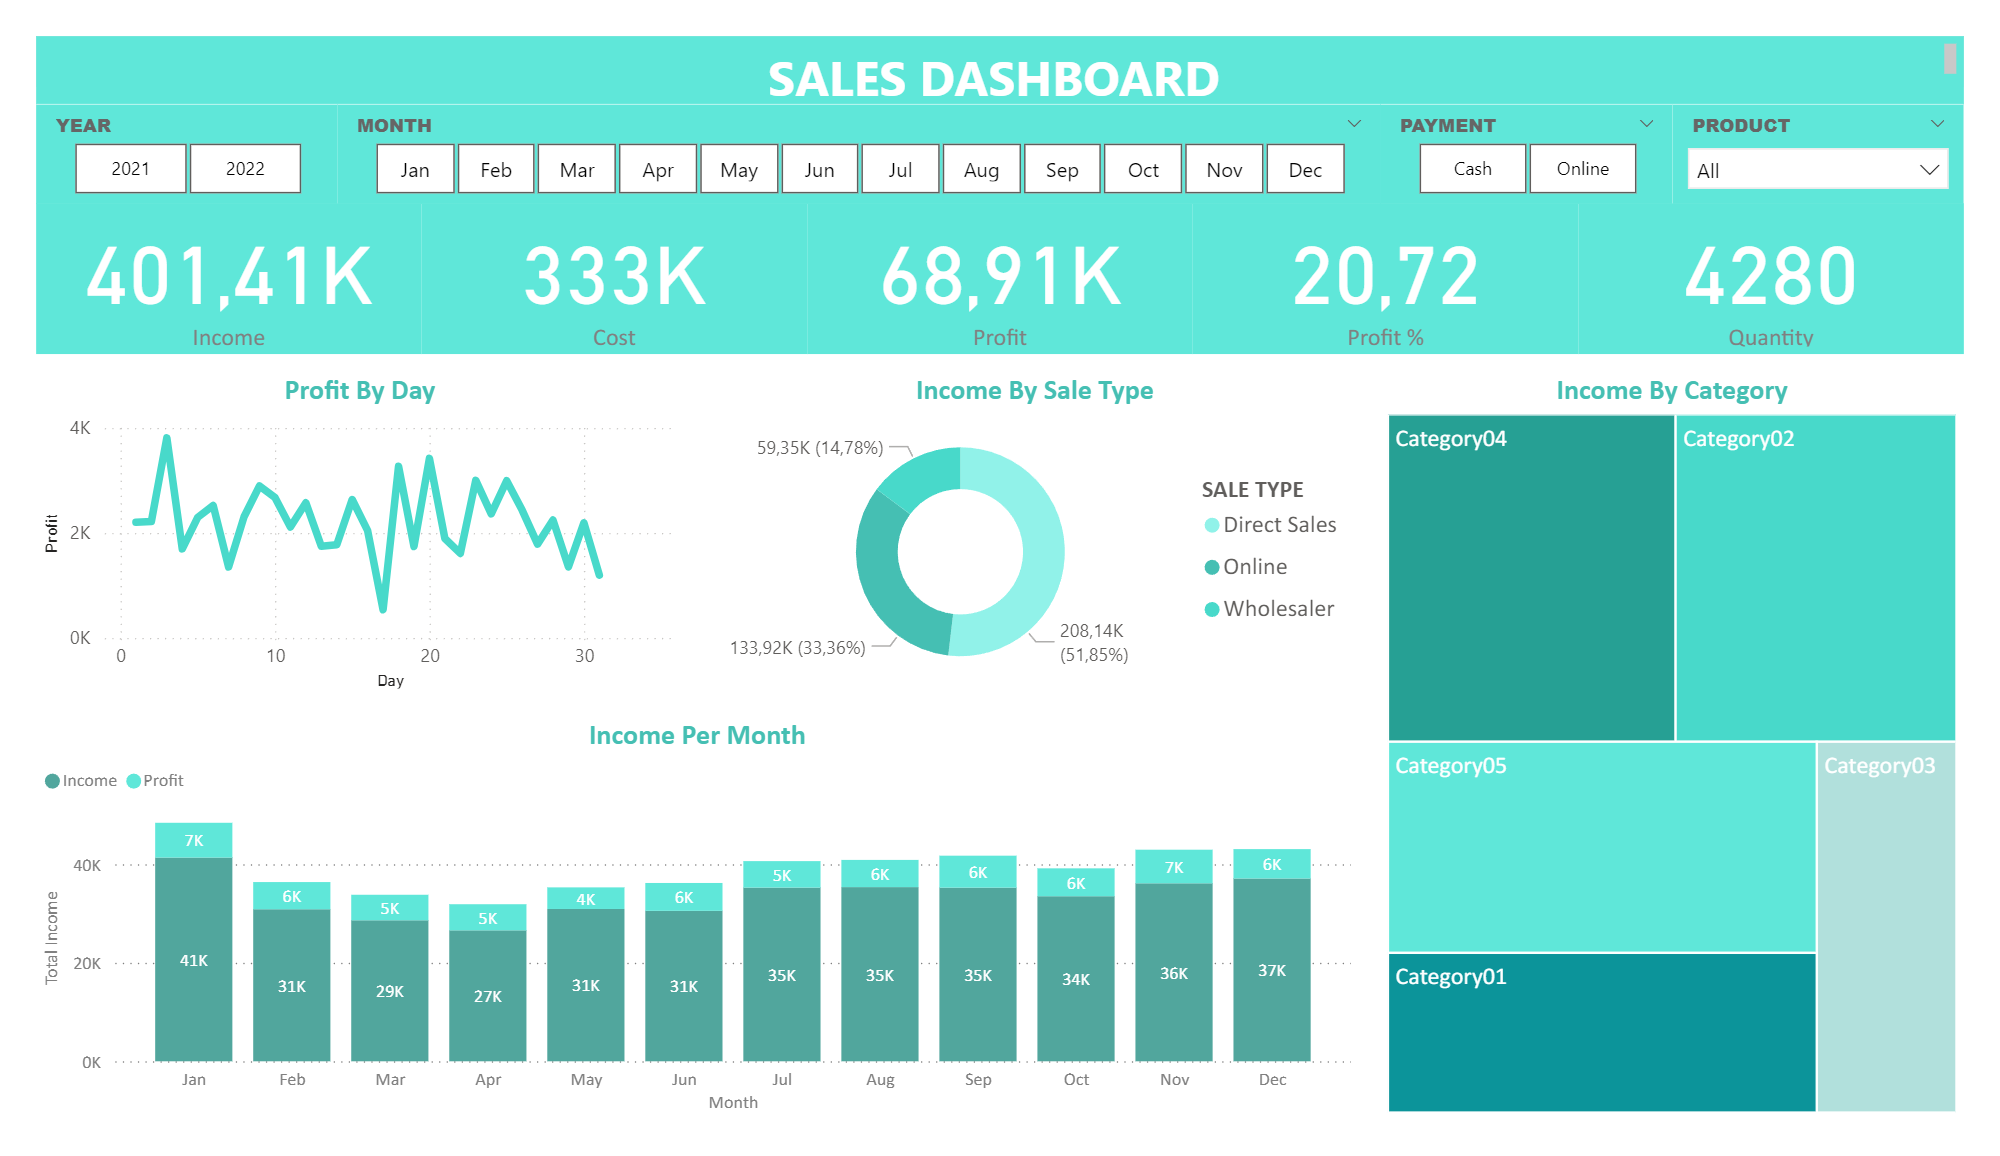 SALES DASHBOARD
YEAR
2021 2022
MONTH
Jan Feb Mar Apr May Jun Jul Aug Sep Oct Nov Dec
PAYMENT
Cash Online
PRODUCT
All
401,41K
Income
333K
Cost
68,91K
Profit
20,72
Profit %
4280
Quantity
Profit By Day
Profit
4K
2K
0K
0 10 20 30
Day
Income By Sale Type
59,35K (14,78%)
133,92K (33,36%)
208,14K
(51,85%)
SALE TYPE
Direct Sales
Online
Wholesaler
Income By Category
Category04
Category02
Category05
Category03
Category01
Income Per Month
Income Profit
Total Income
40K
20K
0K
7K 6K 5K 5K 4K 6K 5K 6K 6K 6K 7K 6K
41K 31K 29K 27K 31K 31K 35K 35K 35K 34K 36K 37K
Jan Feb Mar Apr May Jun Jul Aug Sep Oct Nov Dec
Month